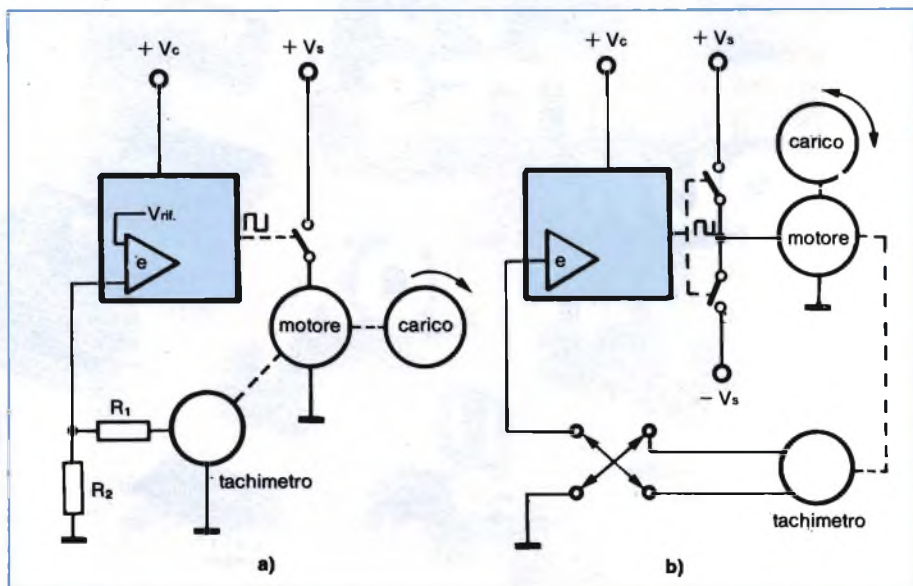 + Vc
+ Vs
Vrif.
e
motore
carico
R1
R2
tachimetro
a)
+ Vc
+ Vs
carico
e
motore
− Vs
tachimetro
b)